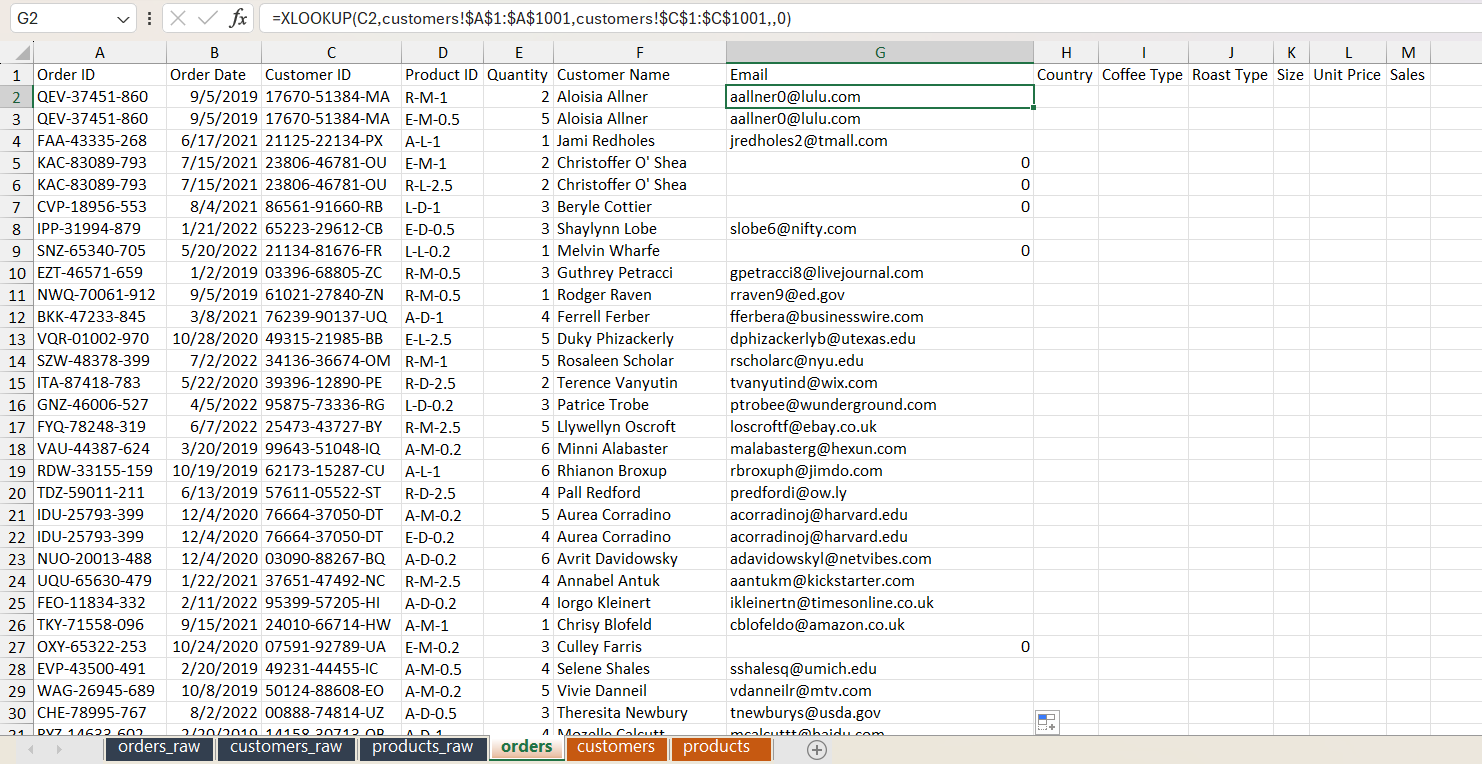 G2 fx =XLOOKUP(C2,customers!$A$1:$A$1001,customers!$C$1:$C$1001,,0)
A B C D E F G H I J K L M
1 Order ID Order Date Customer ID Product ID Quantity Customer Name Email Country Coffee Type Roast Type Size Unit Price Sales
2 QEV-37451-860 9/5/2019 17670-51384-MA R-M-1 2 Aloisia Allner aallner0@lulu.com
3 QEV-37451-860 9/5/2019 17670-51384-MA E-M-0.5 5 Aloisia Allner aallner0@lulu.com
4 FAA-43335-268 6/17/2021 21125-22134-PX A-L-1 1 Jami Redholes jredholes2@tmall.com
5 KAC-83089-793 7/15/2021 23806-46781-OU E-M-1 2 Christoffer O' Shea 0
6 KAC-83089-793 7/15/2021 23806-46781-OU R-L-2.5 2 Christoffer O' Shea 0
7 CVP-18956-553 8/4/2021 86561-91660-RB L-D-1 3 Beryle Cottier 0
8 IPP-31994-879 1/21/2022 65223-29612-CB E-D-0.5 3 Shaylynn Lobe slobe6@nifty.com
9 SNZ-65340-705 5/20/2022 21134-81676-FR L-L-0.2 1 Melvin Wharfe 0
10 EZT-46571-659 1/2/2019 03396-68805-ZC R-M-0.5 3 Guthrey Petracci gpetracci8@livejournal.com
11 NWQ-70061-912 9/5/2019 61021-27840-ZN R-M-0.5 1 Rodger Raven rraven9@ed.gov
12 BKK-47233-845 3/8/2021 76239-90137-UQ A-D-1 4 Ferrell Ferber fferbera@businesswire.com
13 VQR-01002-970 10/28/2020 49315-21985-BB E-L-2.5 5 Duky Phizackerly dphizackerlyb@utexas.edu
14 SZW-48378-399 7/2/2022 34136-36674-OM R-M-1 5 Rosaleen Scholar rscholarc@nyu.edu
15 ITA-87418-783 5/22/2020 39396-12890-PE R-D-2.5 2 Terence Vanyutin tvanyutind@wix.com
16 GNZ-46006-527 4/5/2022 95875-73336-RG L-D-0.2 3 Patrice Trobe ptrobee@wunderground.com
17 FYQ-78248-319 6/7/2022 25473-43727-BY R-M-2.5 5 Llywellyn Oscroft loscroftf@ebay.co.uk
18 VAU-44387-624 3/20/2019 99643-51048-IQ A-M-0.2 6 Minni Alabaster malabasterg@hexun.com
19 RDW-33155-159 10/19/2019 62173-15287-CU A-L-1 6 Rhianon Broxup rbroxuph@jimdo.com
20 TDZ-59011-211 6/13/2019 57611-05522-ST R-D-2.5 4 Pall Redford predfordi@ow.ly
21 IDU-25793-399 12/4/2020 76664-37050-DT A-M-0.2 5 Aurea Corradino acorradinoj@harvard.edu
22 IDU-25793-399 12/4/2020 76664-37050-DT E-D-0.2 4 Aurea Corradino acorradinoj@harvard.edu
23 NUO-20013-488 12/4/2020 03090-88267-BQ A-D-0.2 6 Avrit Davidowsky adavidowskyl@netvibes.com
24 UQU-65630-479 1/22/2021 37651-47492-NC R-M-2.5 4 Annabel Antuk aantukm@kickstarter.com
25 FEO-11834-332 2/11/2022 95399-57205-HI A-D-0.2 4 Iorgo Kleinert ikleinertn@timesonline.co.uk
26 TKY-71558-096 9/15/2021 24010-66714-HW A-M-1 1 Chrisy Blofeld cblofeldo@amazon.co.uk
27 OXY-65322-253 10/24/2020 07591-92789-UA E-M-0.2 3 Culley Farris 0
28 EVP-43500-491 2/20/2019 49231-44455-IC A-M-0.5 4 Selene Shales sshalesq@umich.edu
29 WAG-26945-689 10/8/2019 50124-88608-EO A-M-0.2 5 Vivie Danneil vdanneilr@mtv.com
30 CHE-78995-767 8/2/2022 00888-74814-UZ A-D-0.5 3 Theresita Newbury tnewburys@usda.gov
orders_raw customers_raw products_raw orders customers products